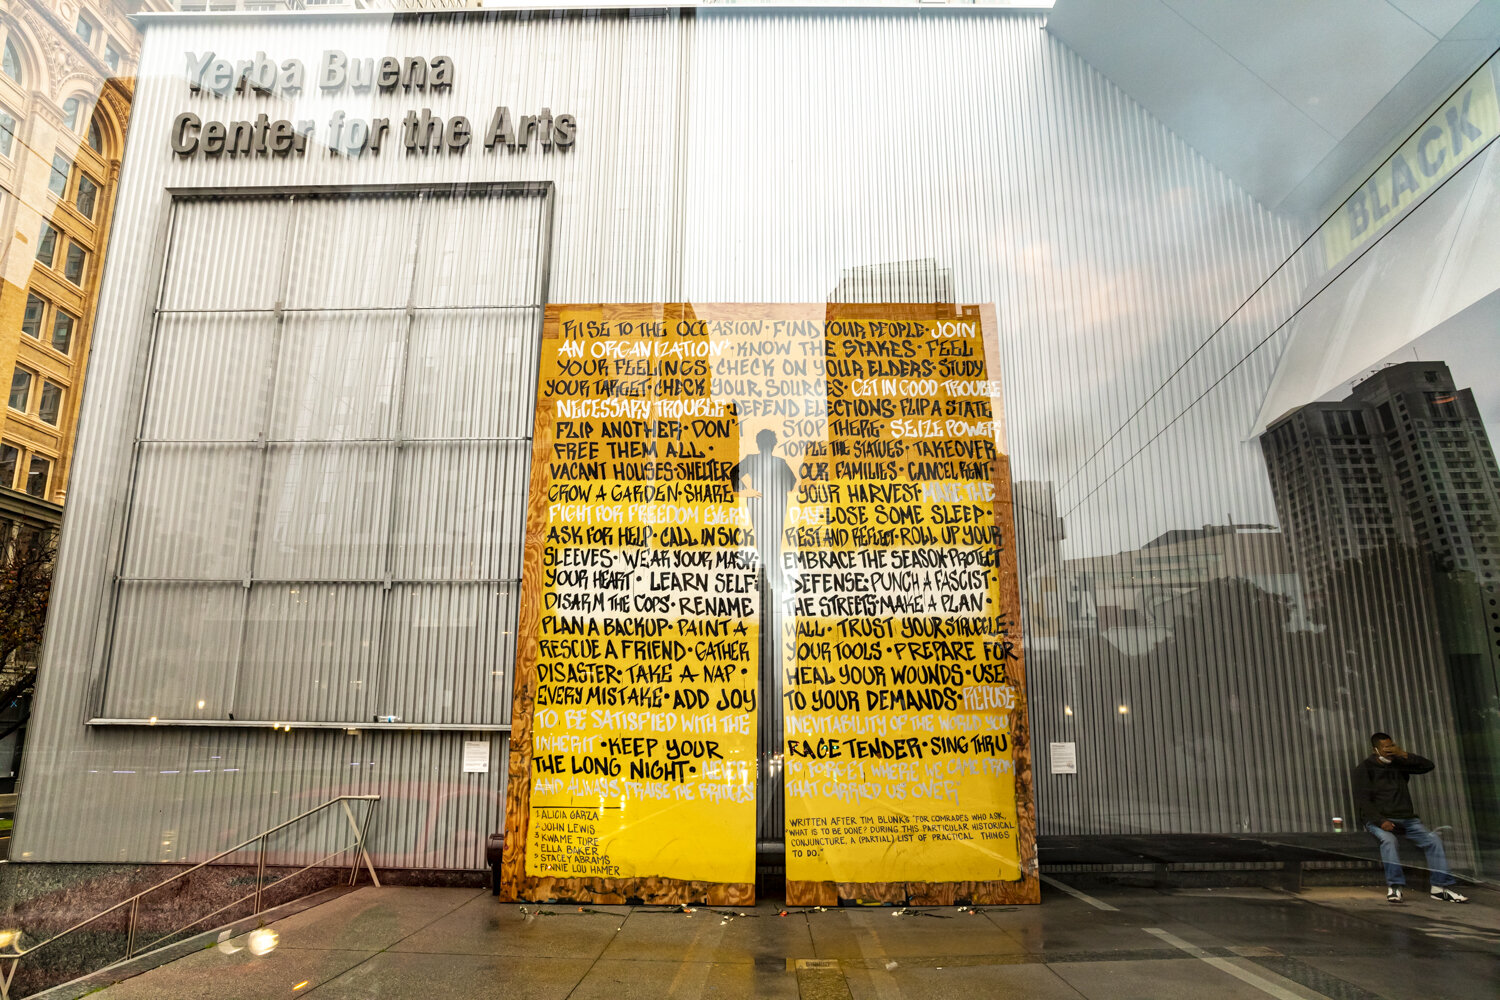 Yerba Buena
Center for the Arts
BLACK
RISE TO THE OCCASION · FIND YOUR PEOPLE · JOIN
AN ORGANIZATION · KNOW THE STAKES · FEEL
YOUR FEELINGS · CHECK ON YOUR ELDERS · STUDY
YOUR TARGET · CHECK YOUR SOURCES · GET IN GOOD TROUBLE
NECESSARY TROUBLE · DEFEND ELECTIONS · FLIP A STATE
FLIP ANOTHER · DON'T STOP THERE · SEIZE POWER
FREE THEM ALL · TOPPLE THE STATUES · TAKEOVER
VACANT HOUSES · SHELTER OUR FAMILIES · CANCEL RENT ·
GROW A GARDEN · SHARE YOUR HARVEST · MAKE THE
FIGHT FOR FREEDOM EVERY DAY · LOSE SOME SLEEP ·
ASK FOR HELP · CALL IN SICK REST AND REFLECT · ROLL UP YOUR
SLEEVES · WEAR YOUR MASK · EMBRACE THE SEASON · PROTECT
YOUR HEART · LEARN SELF DEFENSE · PUNCH A FASCIST ·
DISARM THE COPS · RENAME THE STREETS · MAKE A PLAN ·
PLAN A BACKUP · PAINT A WALL · TRUST YOUR STRUGGLE ·
RESCUE A FRIEND · GATHER YOUR TOOLS · PREPARE FOR
DISASTER · TAKE A NAP · HEAL YOUR WOUNDS · USE
EVERY MISTAKE · ADD JOY TO YOUR DEMANDS · REFUSE
TO BE SATISFIED WITH THE INEVITABILITY OF THE WORLD YOU
INHERIT · KEEP YOUR RAGE TENDER · SING THRU
THE LONG NIGHT · NEVER TO FORGET WHERE WE CAME FROM
AND ALWAYS PRAISE THE BRIDGES THAT CARRIED US OVER
1 ALICIA GARZA
2 JOHN LEWIS
3 KWAME TURE
4 ELLA BAKER
5 STACEY ABRAMS
6 FANNIE LOU HAMER
WRITTEN AFTER TIM BLUNK'S "FOR COMRADES WHO ASK,
'WHAT IS TO BE DONE?' DURING THIS PARTICULAR HISTORICAL
CONJUNCTURE, A (PARTIAL) LIST OF PRACTICAL THINGS
TO DO."